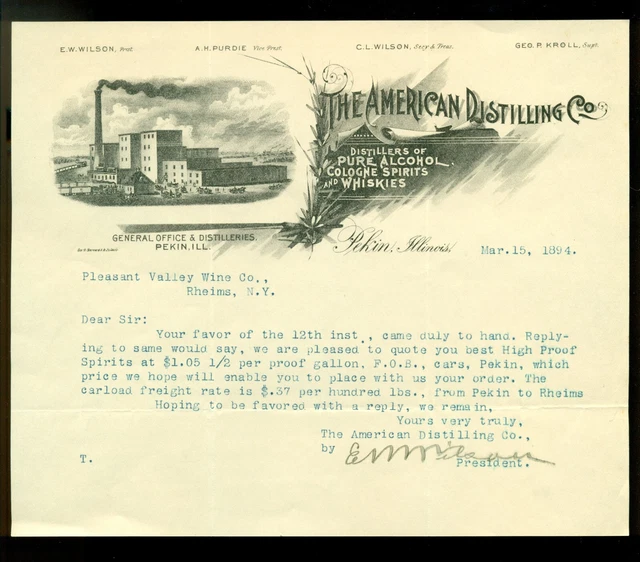 E.W. WILSON, Prest.
A.H. PURDIE Vice Prest.
C.L. WILSON, Secy & Treas.
GEO. P. KROLL, Supt.
THE AMERICAN DISTILLING CO.
DISTILLERS OF
PURE ALCOHOL.
COLOGNE SPIRITS
AND WHISKIES
GENERAL OFFICE & DISTILLERIES.
PEKIN, ILL.
Pekin, Illinois,
Mar. 15, 1894.
Pleasant Valley Wine Co.,
Rheims, N.Y.
Dear Sir:
Your favor of the 12th inst., came duly to hand. Reply-
ing to same would say, we are pleased to quote you best High Proof
Spirits at $1.05 1/2 per proof gallon, F.O.B., cars, Pekin, which
price we hope will enable you to place with us your order. The
carload freight rate is $.37 per hundred lbs., from Pekin to Rheims
Hoping to be favored with a reply, we remain,
Yours very truly,
The American Distilling Co.,
by E W Wilson
President.
T.